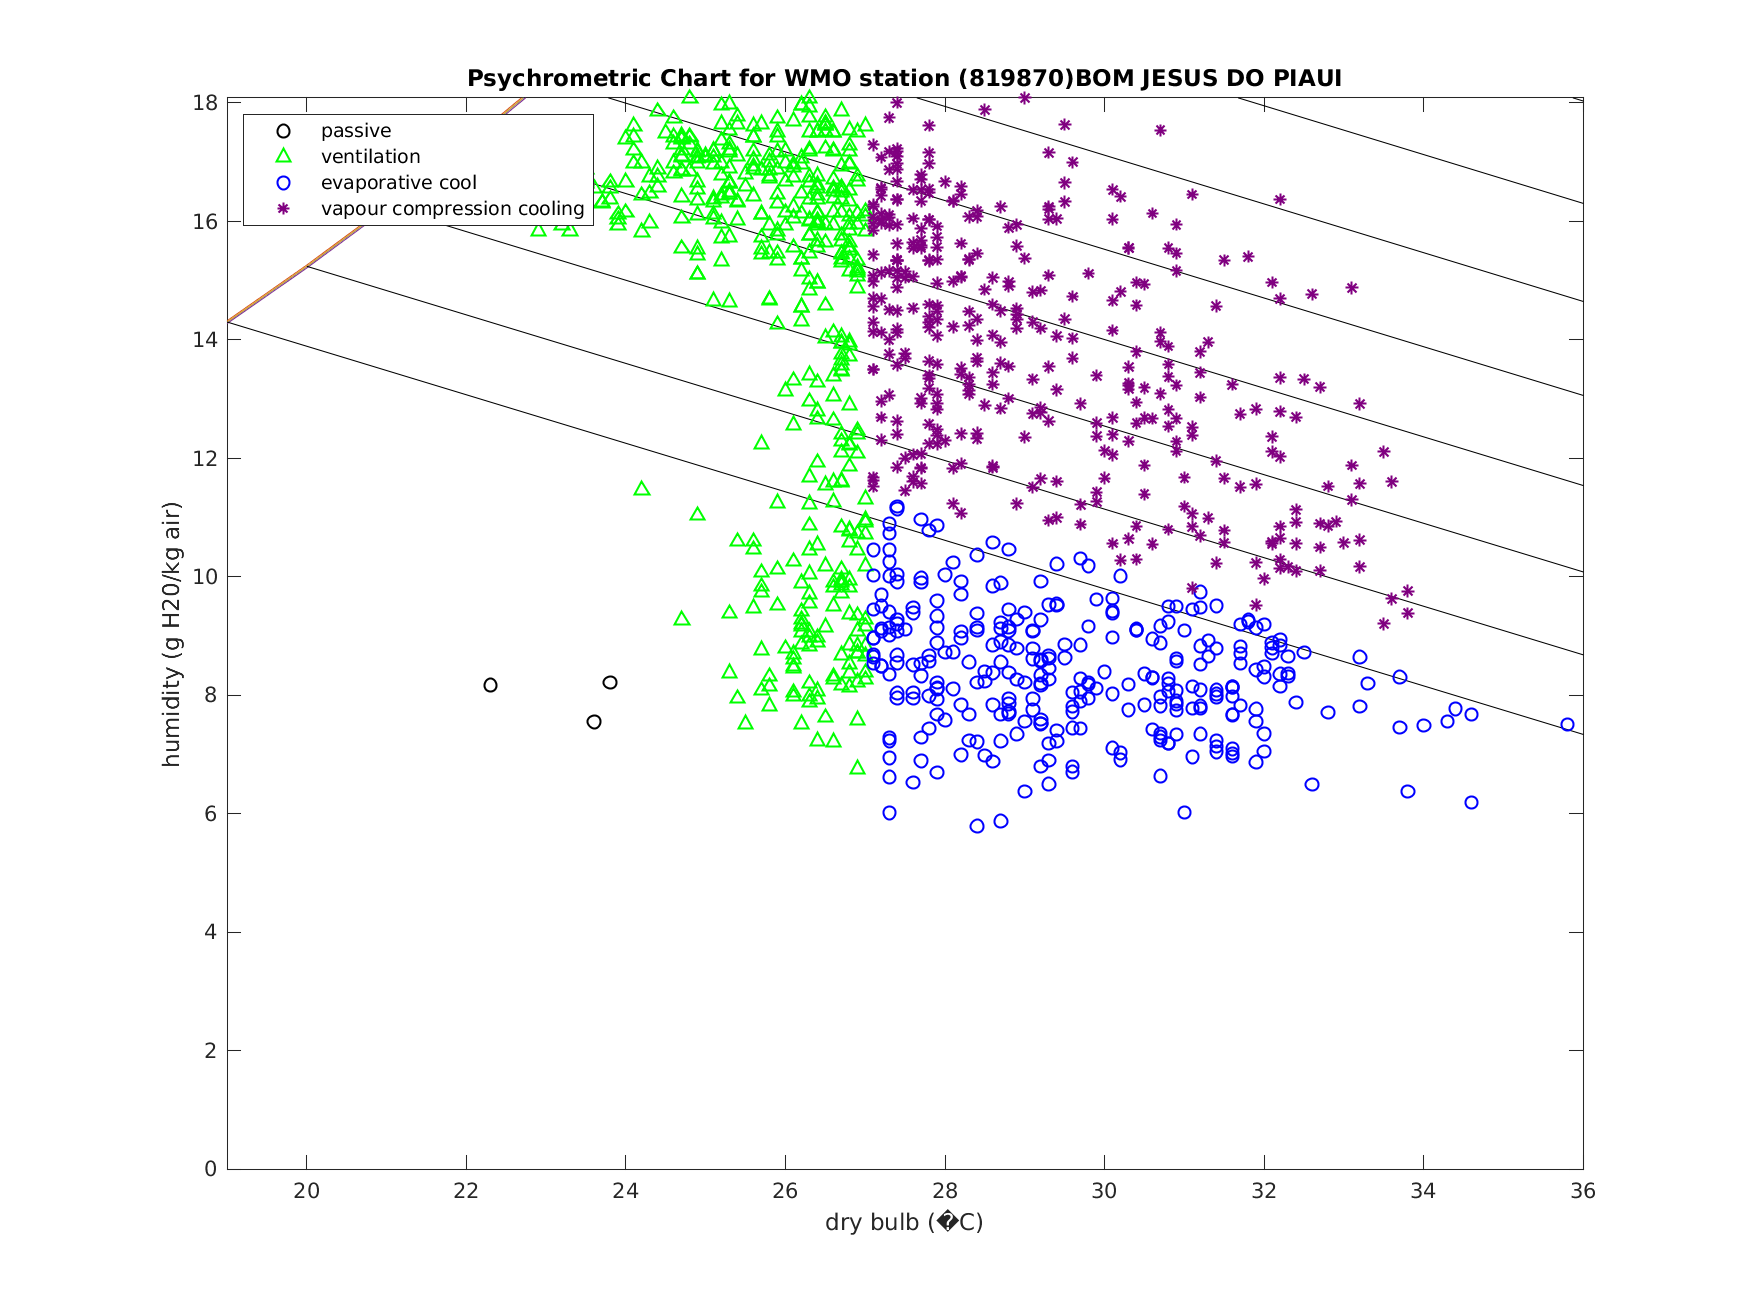 Psychrometric Chart for WMO station (819870)BOM JESUS DO PIAUI
18
16
14
12
10
8
6
4
2
0
humidity (g H20/kg air)
passive
ventilation
evaporative cool
vapour compression cooling
20 22 24 26 28 30 32 34 36
dry bulb (�C)